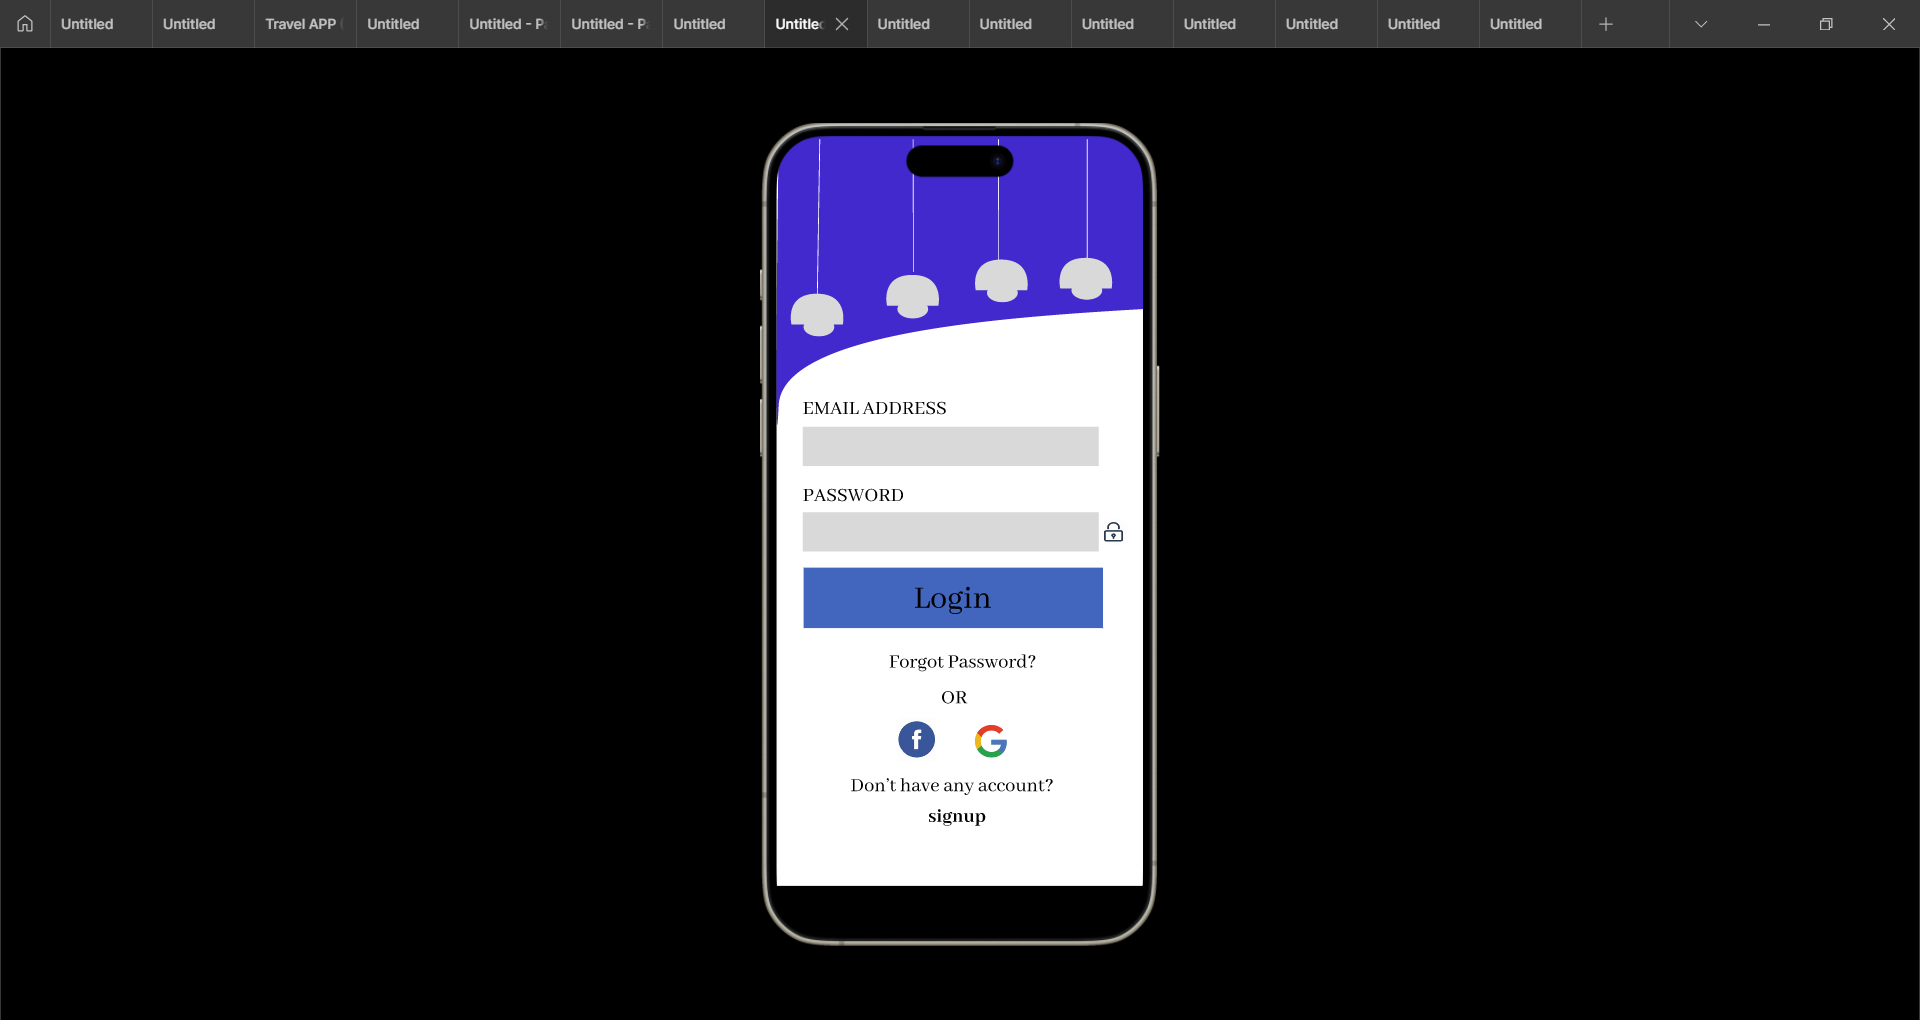 Untitled
Untitled
Travel APP
Untitled
Untitled - P
Untitled - P
Untitled
Untitled
Untitled
Untitled
Untitled
Untitled
Untitled
Untitled
Untitled
EMAIL ADDRESS
PASSWORD
Login
Forgot Password?
OR
f
G
Don't have any account?
signup